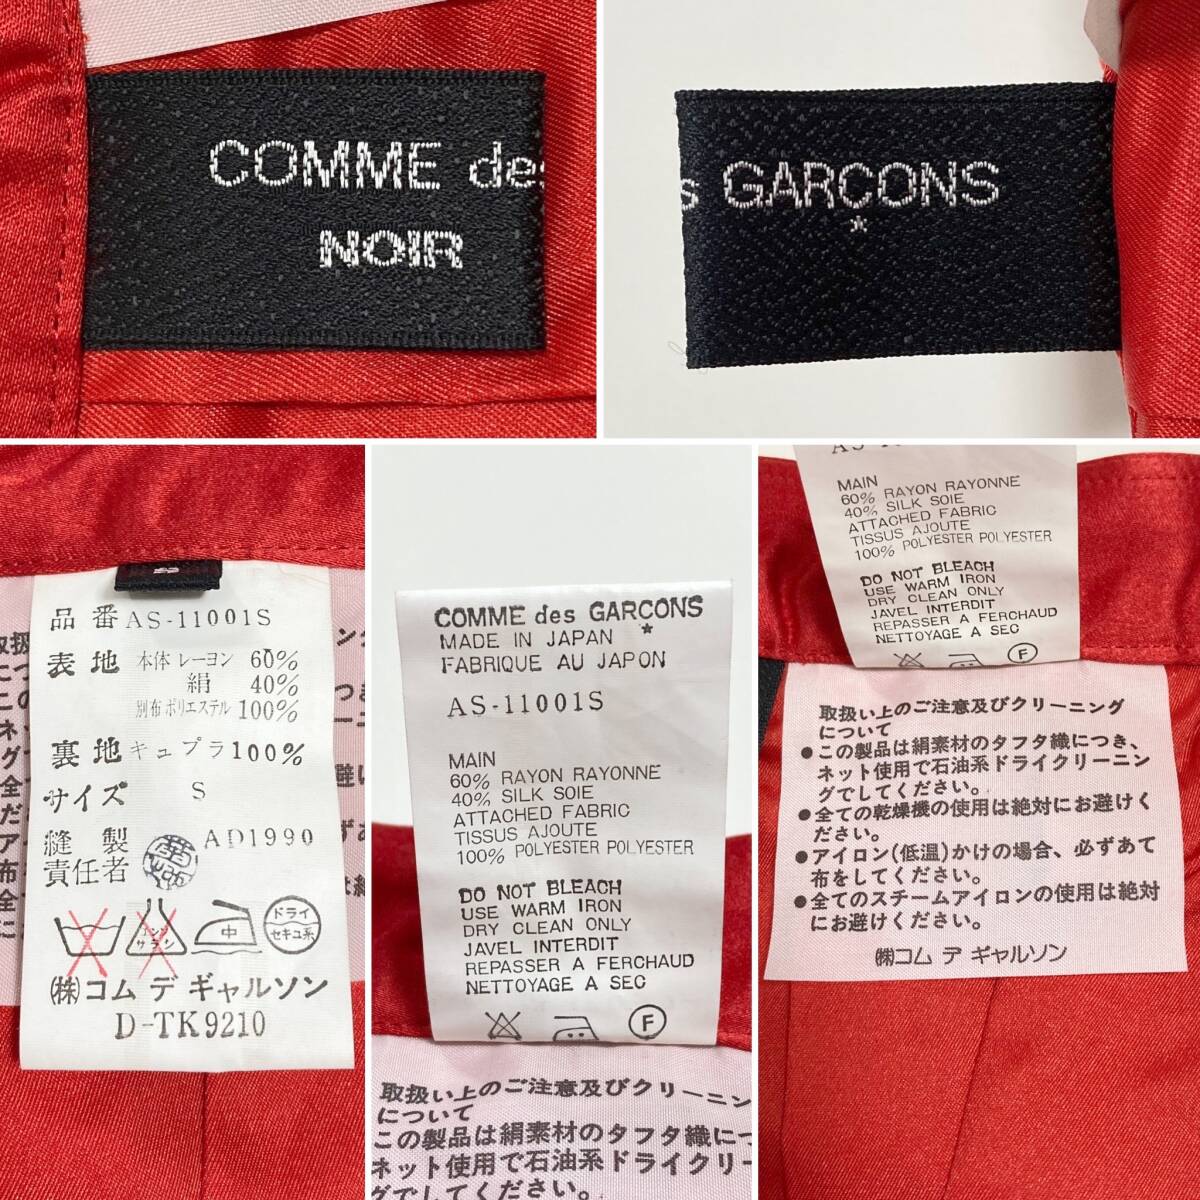 COMME des
NOIR
s GARÇONS
*
品番 AS-11001S
表地 本体 レーヨン 60%
絹 40%
別布 ポリエステル 100%
裏地 キュプラ 100%
サイズ S
縫製 AD1990
責任者
サラシ
中
ドライ
セキユ系
(株)コム デ ギャルソン
D-TK9210
COMME des GARÇONS
*
MADE IN JAPAN
FABRIQUE AU JAPON
AS-11001S
MAIN
60% RAYON RAYONNE
40% SILK SOIE
ATTACHED FABRIC
TISSUS AJOUTE
100% POLYESTER POLYESTER
DO NOT BLEACH
USE WARM IRON
DRY CLEAN ONLY
JAVEL INTERDIT
REPASSER A FERCHAUD
NETTOYAGE A SEC
F
取扱い上のご注意及びクリーニン
について
この製品は絹素材のタフタ織につ
ネット使用で石油系ドライクリー
グでしてください。
MAIN
60% RAYON RAYONNE
40% SILK SOIE
ATTACHED FABRIC
TISSUS AJOUTE
100% POLYESTER POLYESTER
DO NOT BLEACH
USE WARM IRON
DRY CLEAN ONLY
JAVEL INTERDIT
REPASSER A FERCHAUD
NETTOYAGE A SEC
F
取扱い上のご注意及びクリーニング
について
●この製品は絹素材のタフタ織につき、
ネット使用で石油系ドライクリーニン
グでしてください。
●全ての乾燥機の使用は絶対にお避けく
ださい。
●アイロン(低温)かけの場合、必ずあて
布をしてください。
●全てのスチームアイロンの使用は絶対
にお避けください。
㈱コム デ ギャルソン